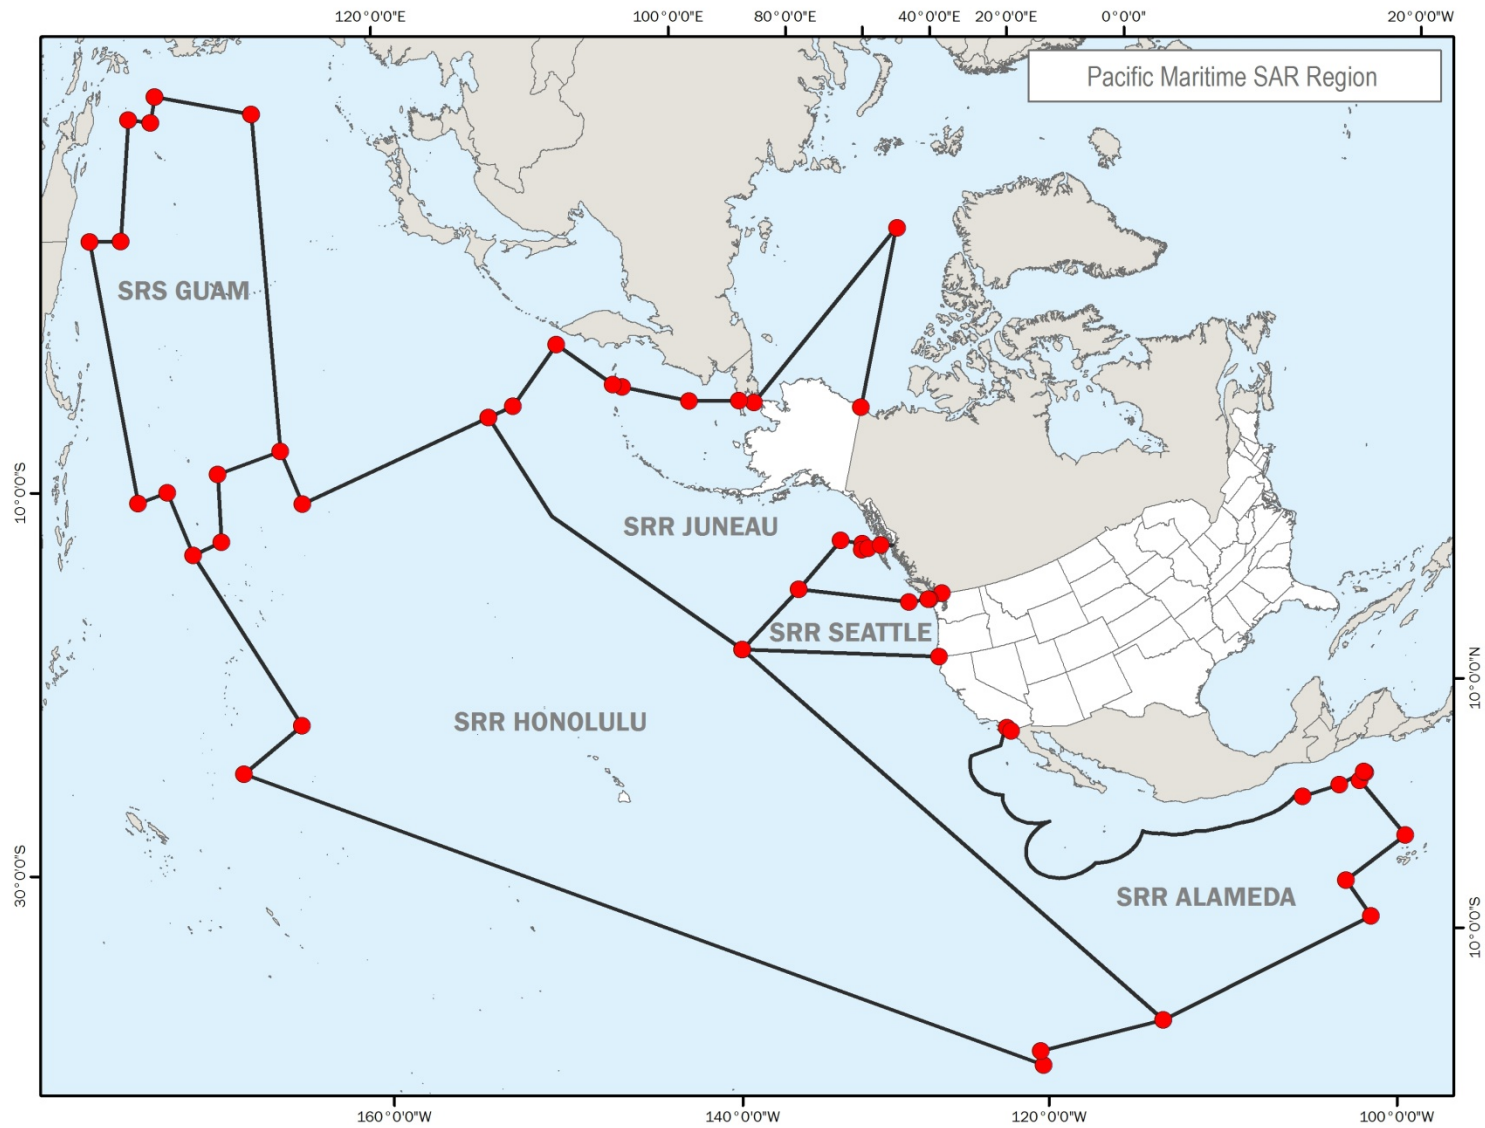 120°0'0"E 100°0'0"E 80°0'0"E 40°0'0"E 20°0'0"E 0°0'0" 20°0'0"W
Pacific Maritime SAR Region
SRS GUAM
10°0'0"S
SRR JUNEAU
SRR SEATTLE
10°0'0"N
SRR HONOLULU
30°0'0"S
SRR ALAMEDA
10°0'0"S
160°0'0"W 140°0'0"W 120°0'0"W 100°0'0"W